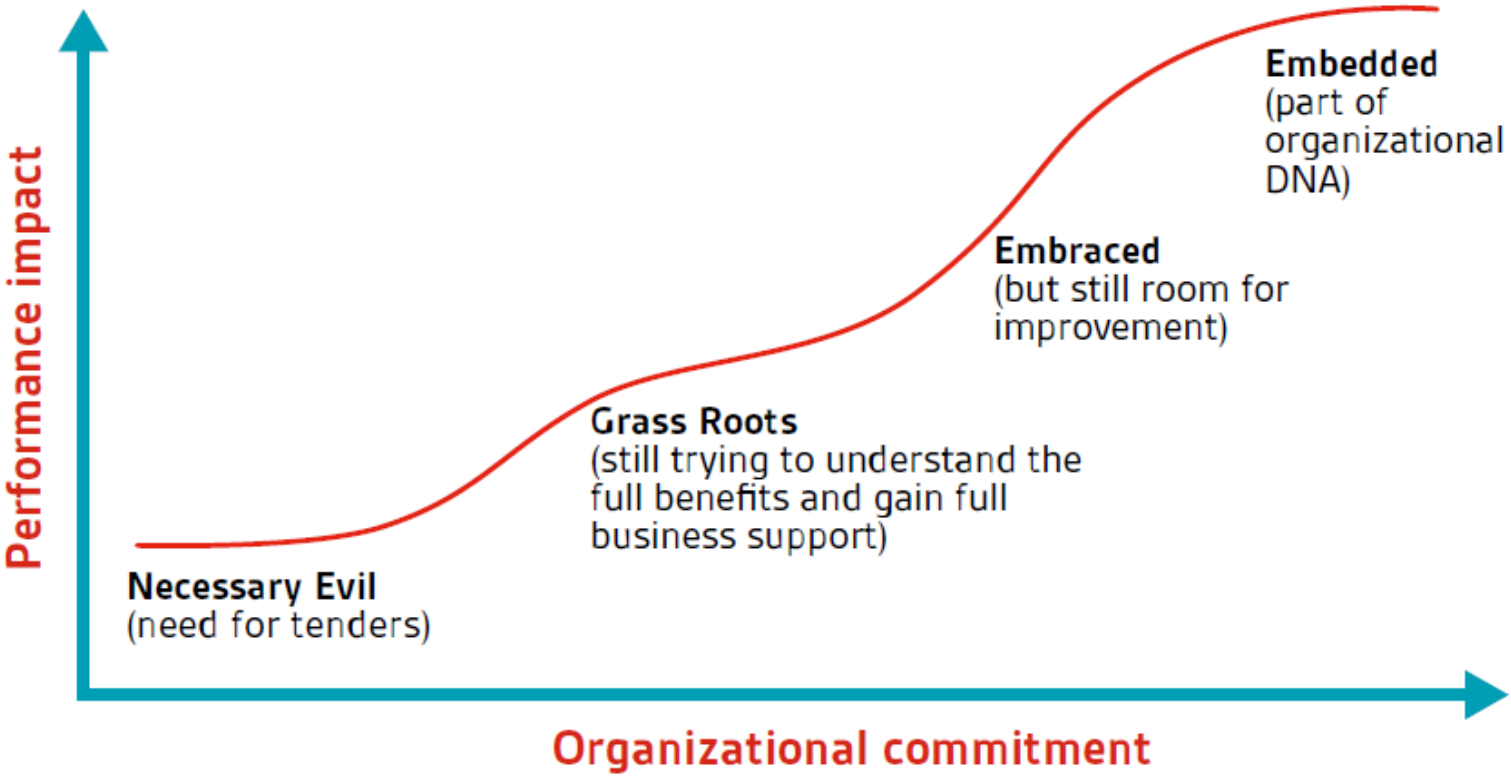 Performance impact
Embedded
(part of
organizational
DNA)
Embraced
(but still room for
improvement)
Grass Roots
(still trying to understand the
full benefits and gain full
business support)
Necessary Evil
(need for tenders)
Organizational commitment